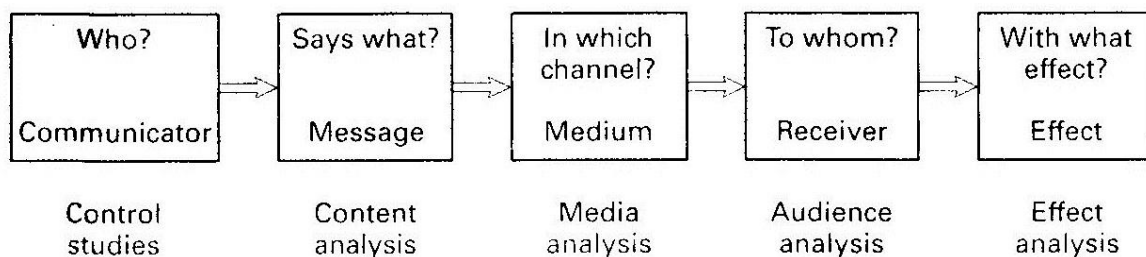 Who?
Communicator
Says what?
Message
In which
channel?
Medium
To whom?
Receiver
With what
effect?
Effect
Control
studies
Content
analysis
Media
analysis
Audience
analysis
Effect
analysis